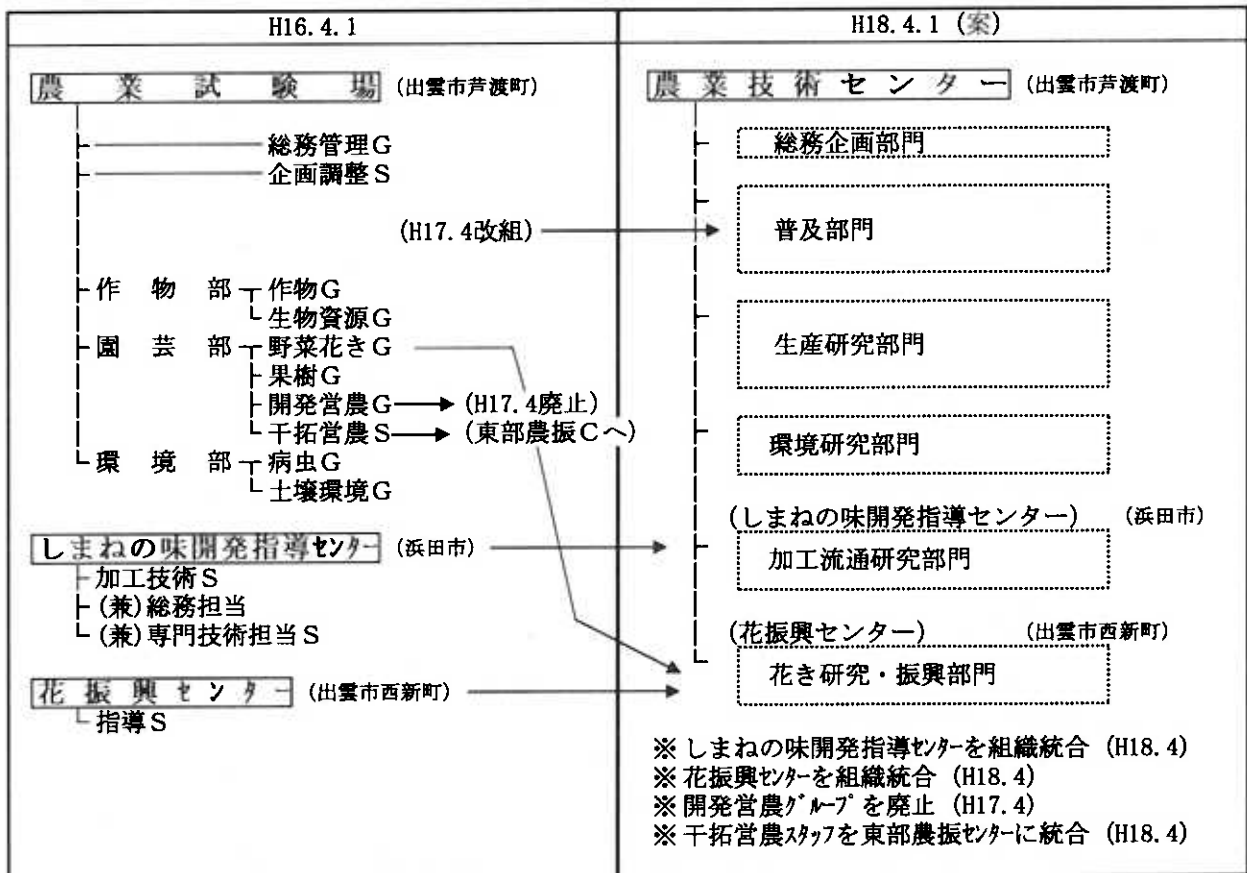 H16.4.1
農業試験場 (出雲市芦渡町)
総務管理G
企画調整S
(H17.4改組)
作物部 作物G
生物資源G
園芸部 野菜花きG
果樹G
開発営農G (H17.4廃止)
干拓営農S (東部農振Cへ)
環境部 病虫G
土壌環境G
しまねの味開発指導センター (浜田市)
加工技術S
(兼)総務担当
(兼)専門技術担当S
花振興センター (出雲市西新町)
指導S
H18.4.1 (案)
農業技術センター (出雲市芦渡町)
総務企画部門
普及部門
生産研究部門
環境研究部門
(しまねの味開発指導センター) (浜田市)
加工流通研究部門
(花振興センター) (出雲市西新町)
花き研究・振興部門
※ しまねの味開発指導ｾﾝﾀｰを組織統合 (H18.4)
※ 花振興ｾﾝﾀｰを組織統合 (H18.4)
※ 開発営農ｸﾞﾙｰﾌﾟを廃止 (H17.4)
※ 干拓営農ｽﾀｯﾌを東部農振ｾﾝﾀｰに統合 (H18.4)